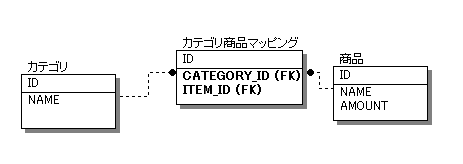 カテゴリ
ID
NAME
カテゴリ商品マッピング
ID
CATEGORY_ID (FK)
ITEM_ID (FK)
商品
ID
NAME
AMOUNT